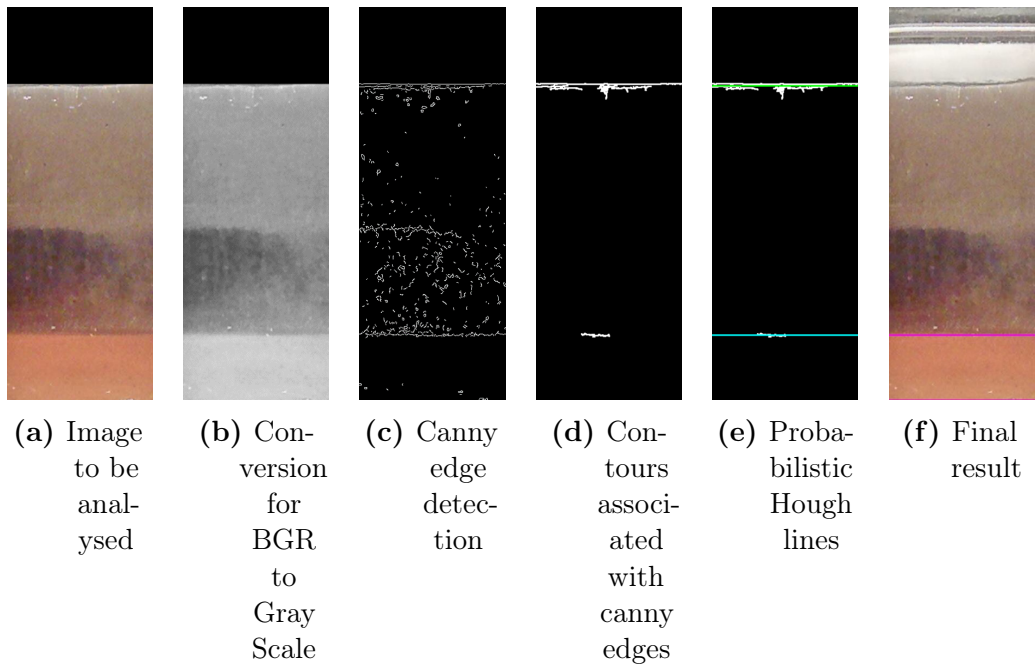 (a) Image
to be
anal-
ysed
(b) Con-
version
for
BGR
to
Gray
Scale
(c) Canny
edge
detec-
tion
(d) Con-
tours
associ-
ated
with
canny
edges
(e) Proba-
bilistic
Hough
lines
(f) Final
result